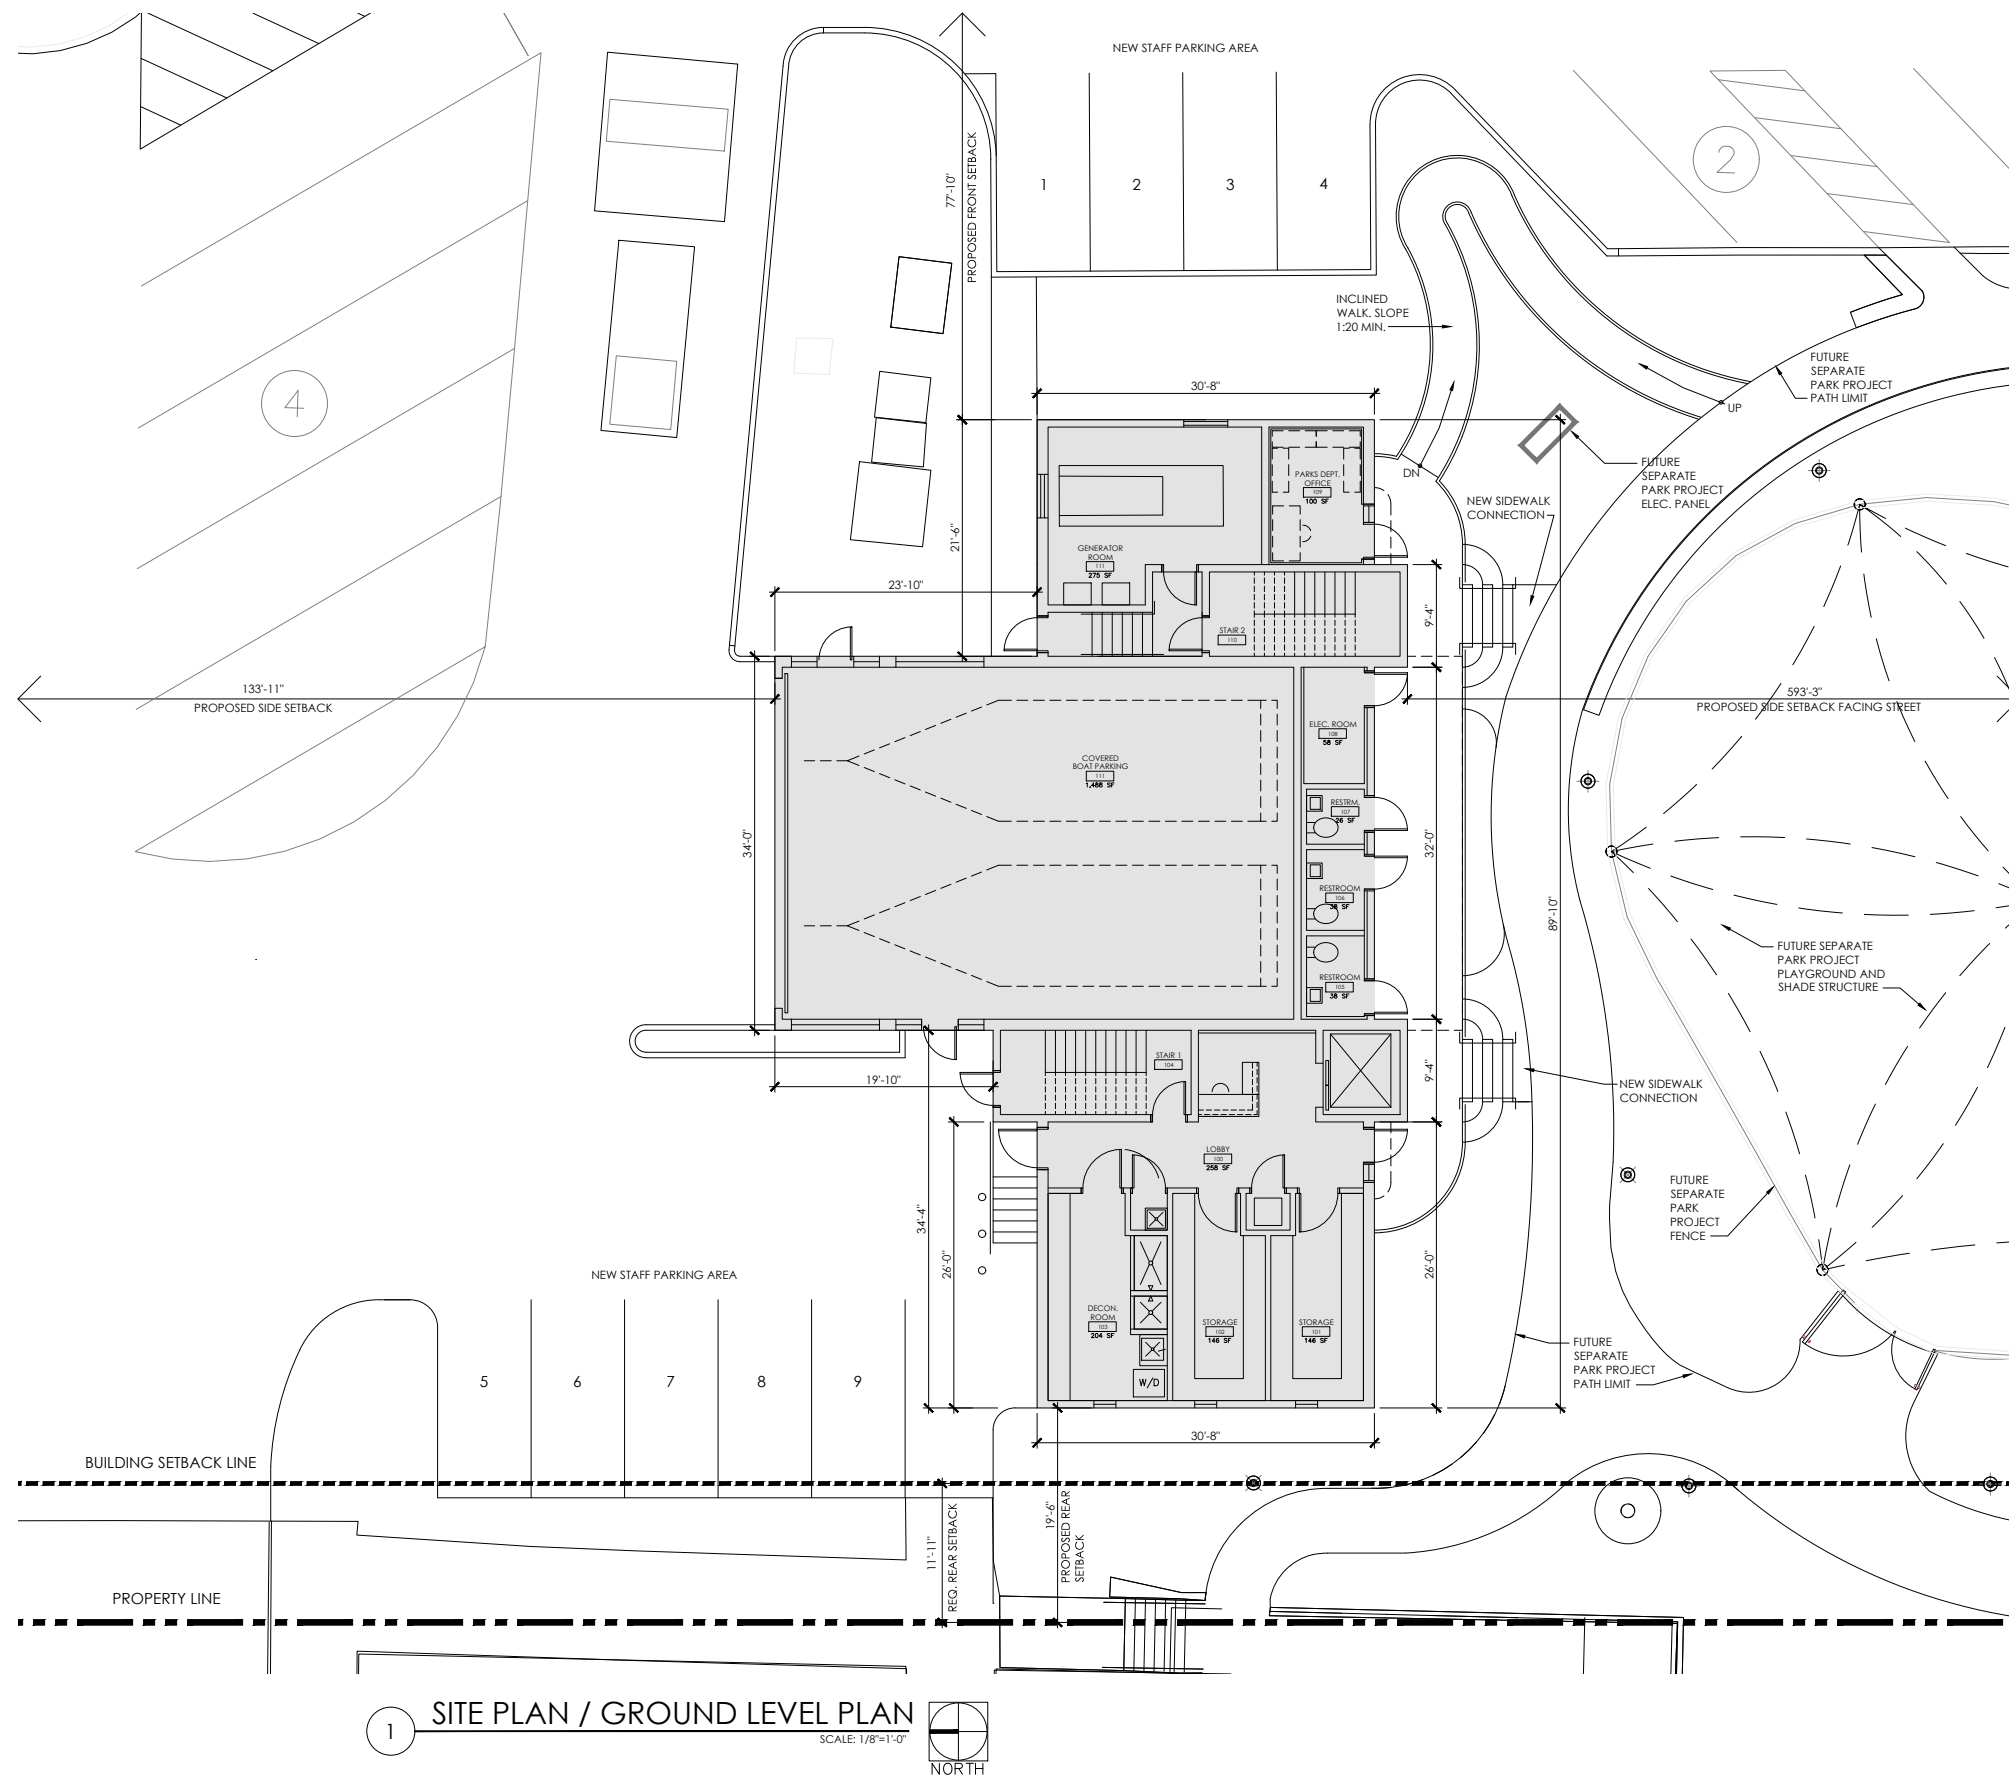 NEW STAFF PARKING AREA
1
2
3
4
2
77'-10"
PROPOSED FRONT SETBACK
INCLINED
WALK. SLOPE
1:20 MIN.
FUTURE
SEPARATE
PARK PROJECT
PATH LIMIT
UP
4
30'-8"
PARKS DEPT.
OFFICE
109
100 SF
DN
FUTURE
SEPARATE
PARK PROJECT
ELEC. PANEL
NEW SIDEWALK
CONNECTION
21'-6"
GENERATOR
ROOM
111
275 SF
23'-10"
9'-4"
STAIR 2
110
133'-11"
PROPOSED SIDE SETBACK
593'-3"
PROPOSED SIDE SETBACK FACING STREET
ELEC. ROOM
108
58 SF
COVERED
BOAT PARKING
111
1,488 SF
RESTRM.
107
26 SF
34'-0"
32'-0"
RESTROOM
106
38 SF
89'-10"
FUTURE SEPARATE
PARK PROJECT
PLAYGROUND AND
SHADE STRUCTURE
RESTROOM
105
38 SF
STAIR 1
104
19'-10"
9'-4"
NEW SIDEWALK
CONNECTION
LOBBY
100
258 SF
FUTURE
SEPARATE
PARK
PROJECT
FENCE
34'-4"
26'-0"
26'-0"
NEW STAFF PARKING AREA
DECON.
ROOM
103
204 SF
STORAGE
102
146 SF
STORAGE
101
146 SF
W/D
FUTURE
SEPARATE
PARK PROJECT
PATH LIMIT
5
6
7
8
9
30'-8"
BUILDING SETBACK LINE
11'-11"
REQ. REAR SETBACK
19'-6"
PROPOSED REAR
SETBACK
PROPERTY LINE
1
SITE PLAN / GROUND LEVEL PLAN
SCALE: 1/8"=1'-0"
NORTH